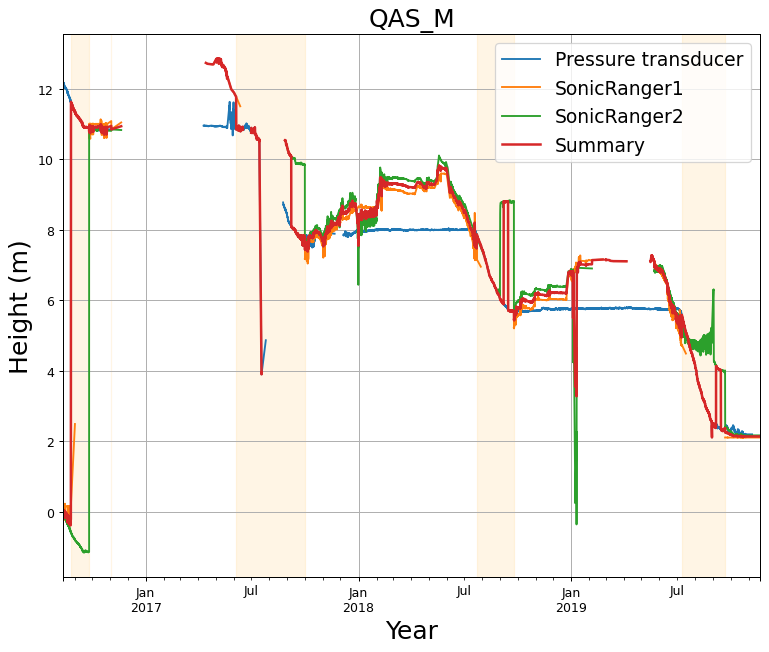 QAS_M
Pressure transducer
SonicRanger1
SonicRanger2
Summary
Height (m)
12
10
8
6
4
2
0
Jan
2017
Jul
Jan
2018
Jul
Jan
2019
Jul
Year